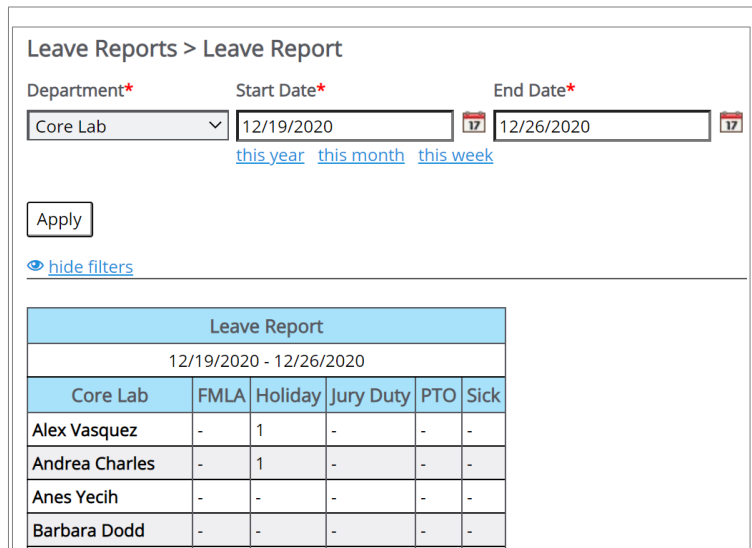 Leave Reports > Leave Report
Department* Start Date* End Date*
Core Lab 12/19/2020 17 12/26/2020 17
this year this month this week
Apply
hide filters
Leave Report
12/19/2020 - 12/26/2020
Core Lab FMLA Holiday Jury Duty PTO Sick
Alex Vasquez - 1 - - -
Andrea Charles - 1 - - -
Anes Yecih - - - - -
Barbara Dodd - - - - -